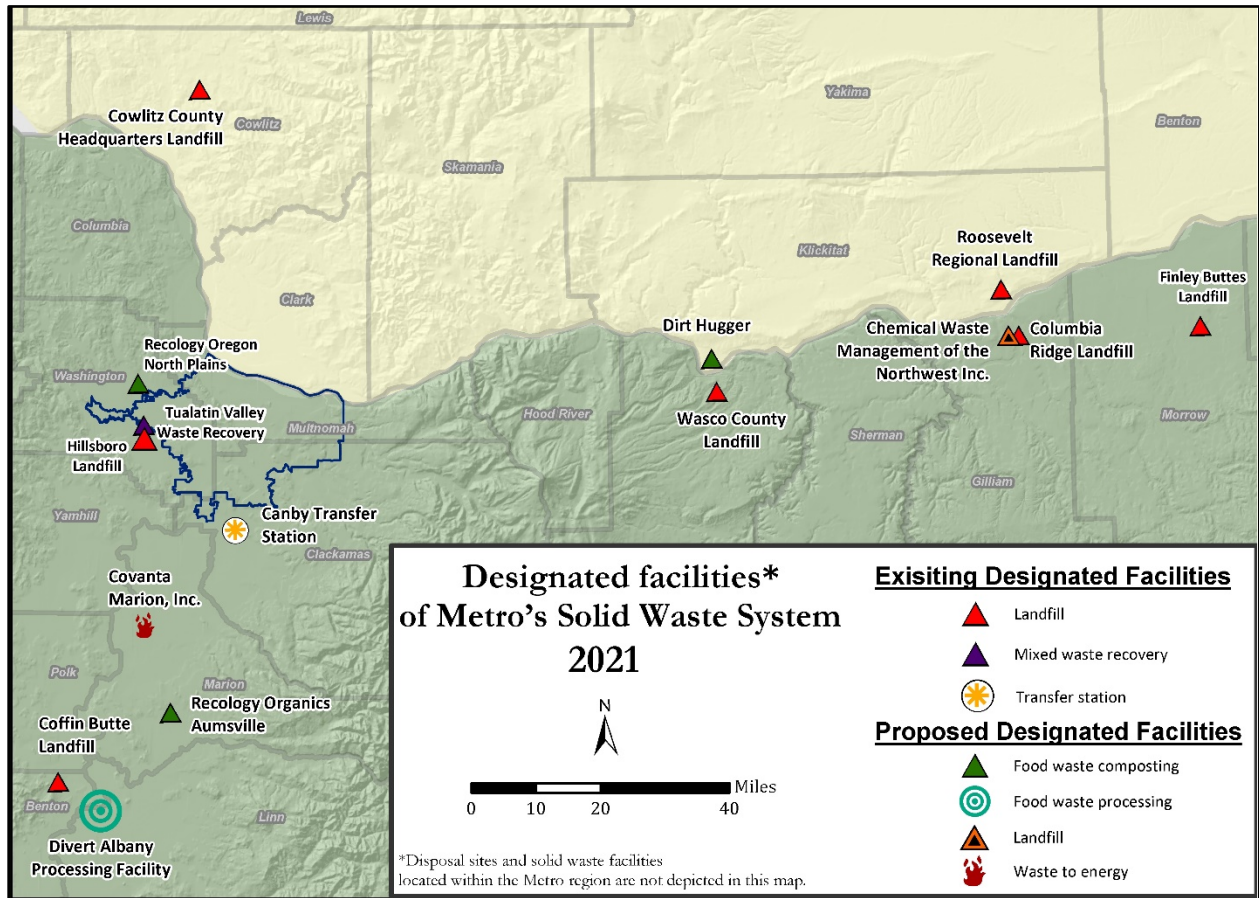 Lewis
Cowlitz County
Headquarters Landfill
Cowlitz
Yakima
Benton
Skamania
Columbia
Klickitat
Roosevelt
Regional Landfill
Finley Buttes
Landfill
Clark
Dirt Hugger
Chemical Waste
Management of the
Northwest Inc.
Columbia
Ridge Landfill
Recology Oregon
North Plains
Washington
Tualatin Valley
Waste Recovery
Multnomah
Hood River
Wasco County
Landfill
Sherman
Morrow
Hillsboro
Landfill
Gilliam
Yamhill
Canby Transfer
Station
Clackamas
Covanta
Marion, Inc.
Polk
Marion
Recology Organics
Aumsville
Coffin Butte
Landfill
Benton
Linn
Divert Albany
Processing Facility
Designated facilities*
of Metro's Solid Waste System
2021
N
Miles
0 10 20 40
*Disposal sites and solid waste facilities
located within the Metro region are not depicted in this map.
Exisiting Designated Facilities
Landfill
Mixed waste recovery
Transfer station
Proposed Designated Facilities
Food waste composting
Food waste processing
Landfill
Waste to energy